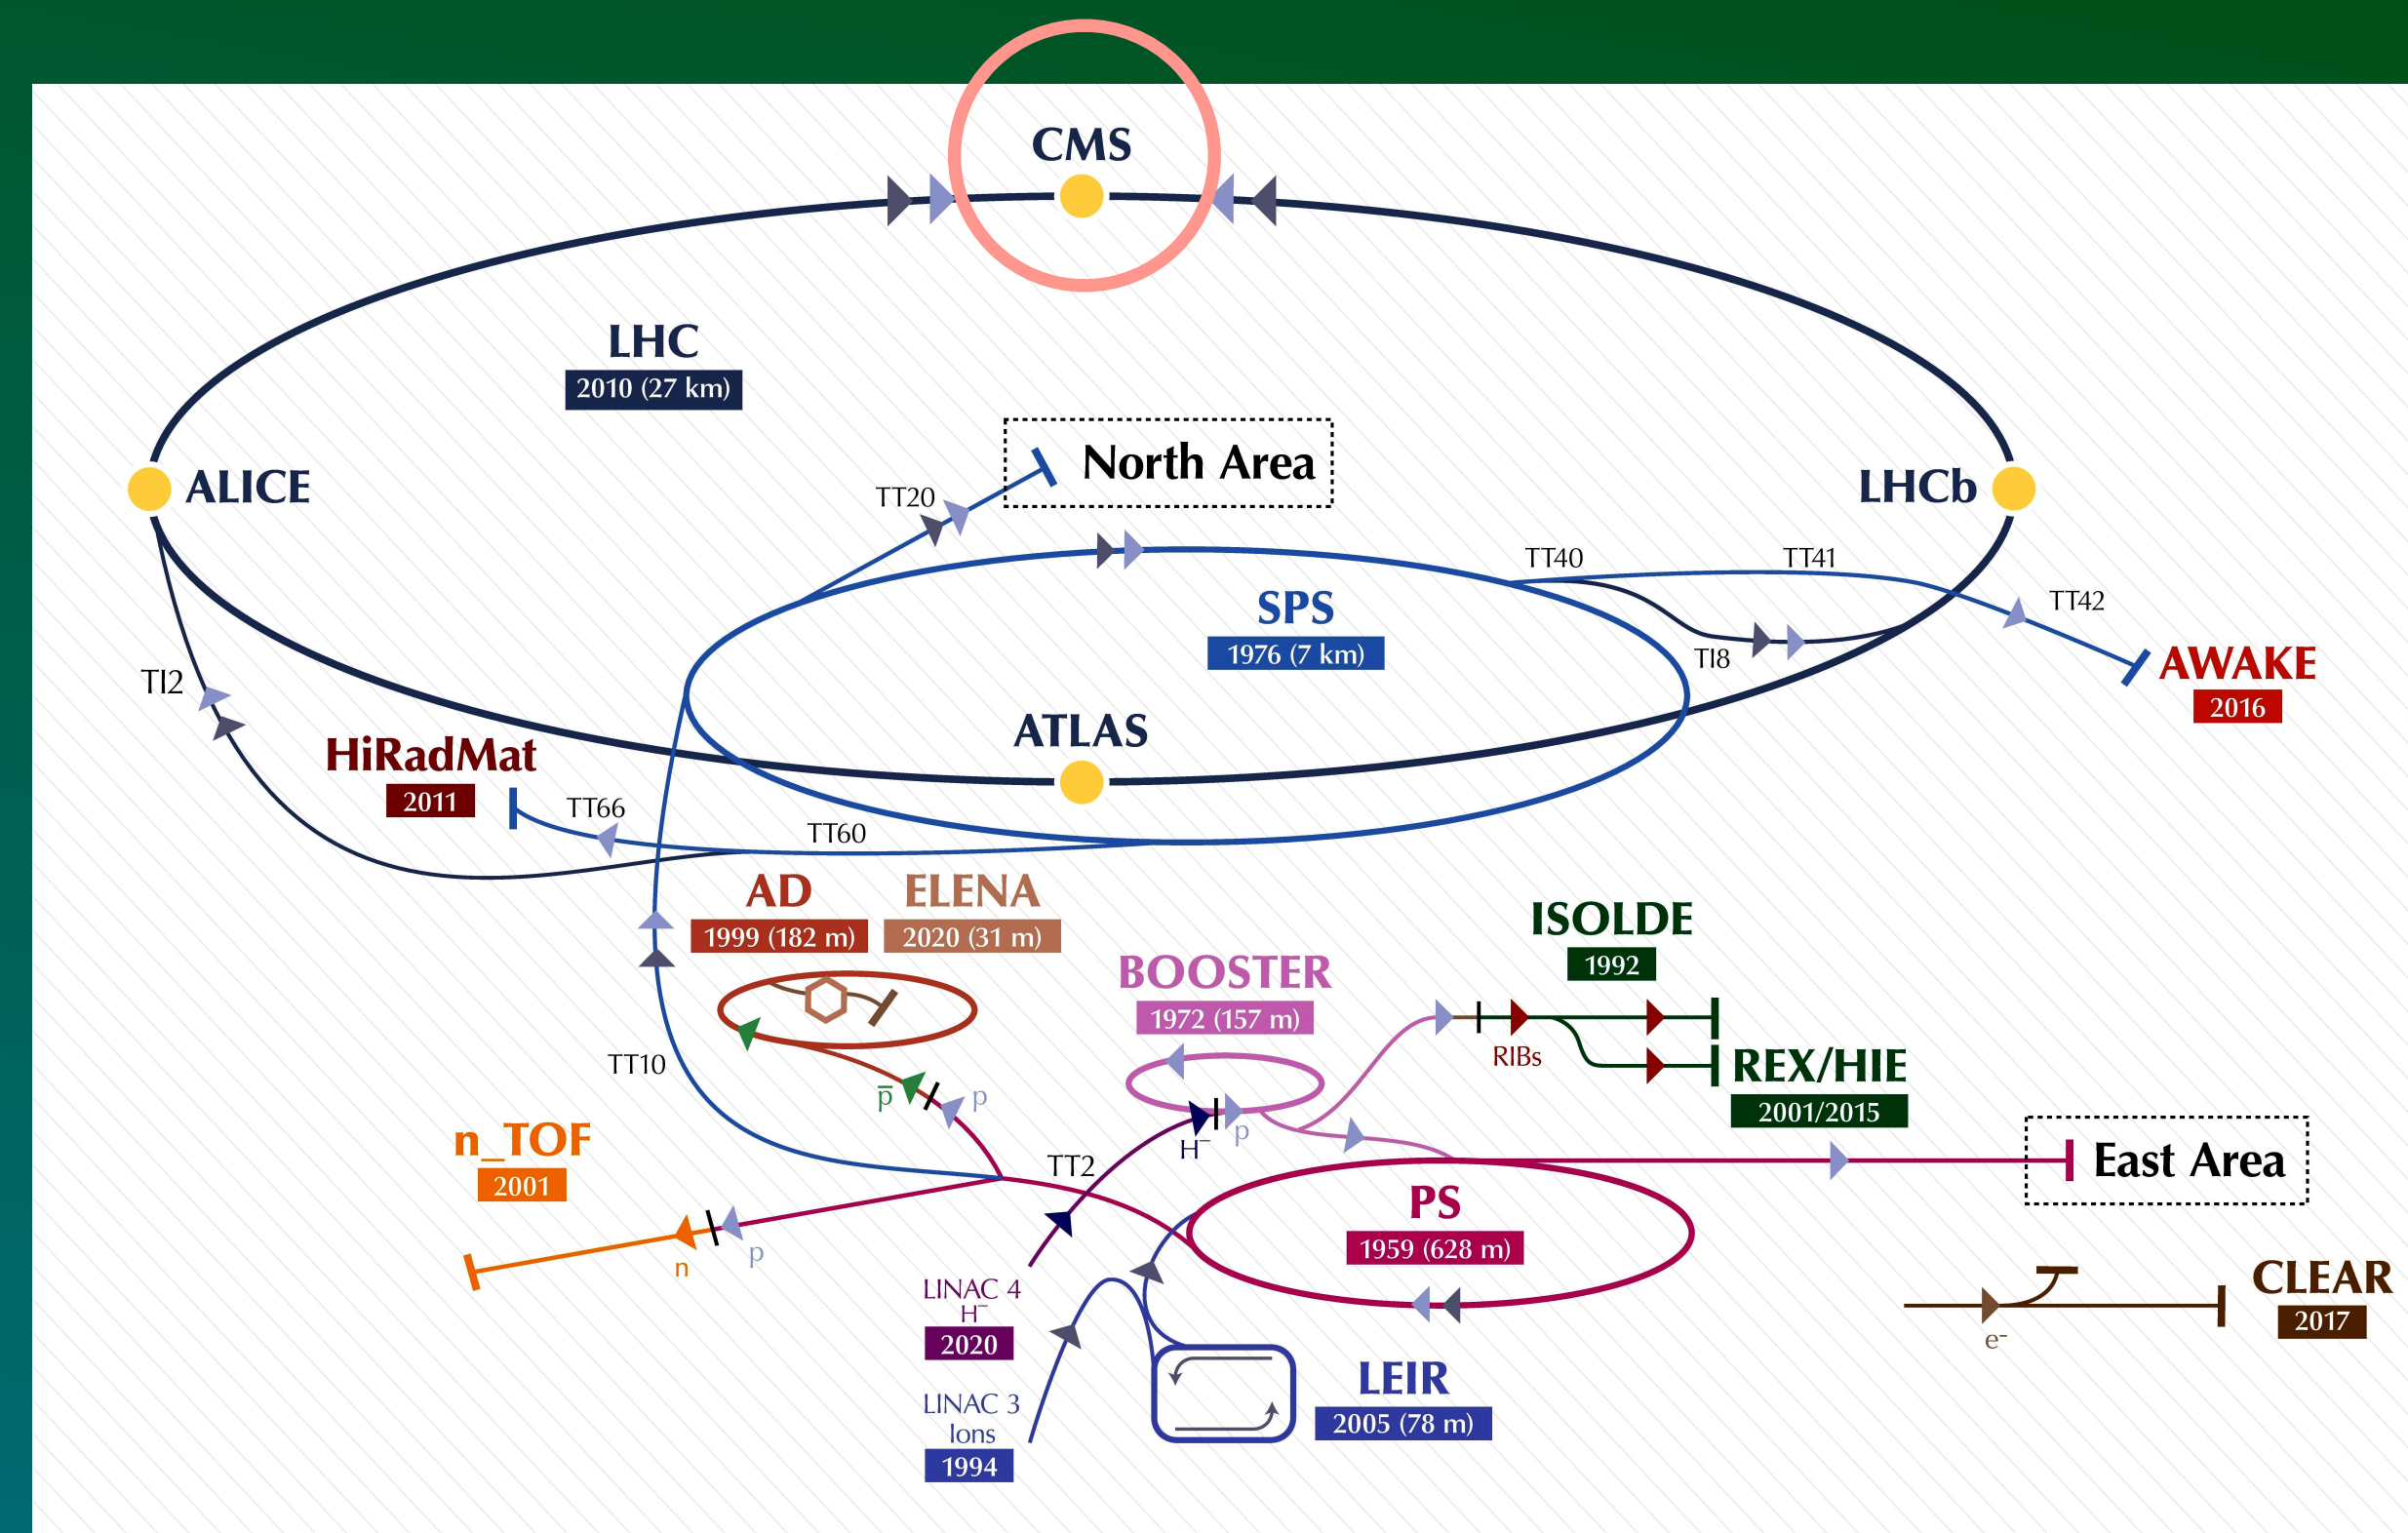 CMS
LHC
2010 (27 km)
North Area
ALICE
LHCb
TT20
TT40
TT41
TT42
SPS
1976 (7 km)
TI8
AWAKE
2016
TI2
ATLAS
HiRadMat
2011
TT66
TT60
AD
1999 (182 m)
ELENA
2020 (31 m)
ISOLDE
1992
BOOSTER
1972 (157 m)
RIBs
REX/HIE
2001/2015
TT10
p̅
p
H⁻
p
n_TOF
2001
TT2
East Area
PS
1959 (628 m)
n
p
LINAC 4
H⁻
2020
CLEAR
2017
e⁻
LEIR
2005 (78 m)
LINAC 3
Ions
1994